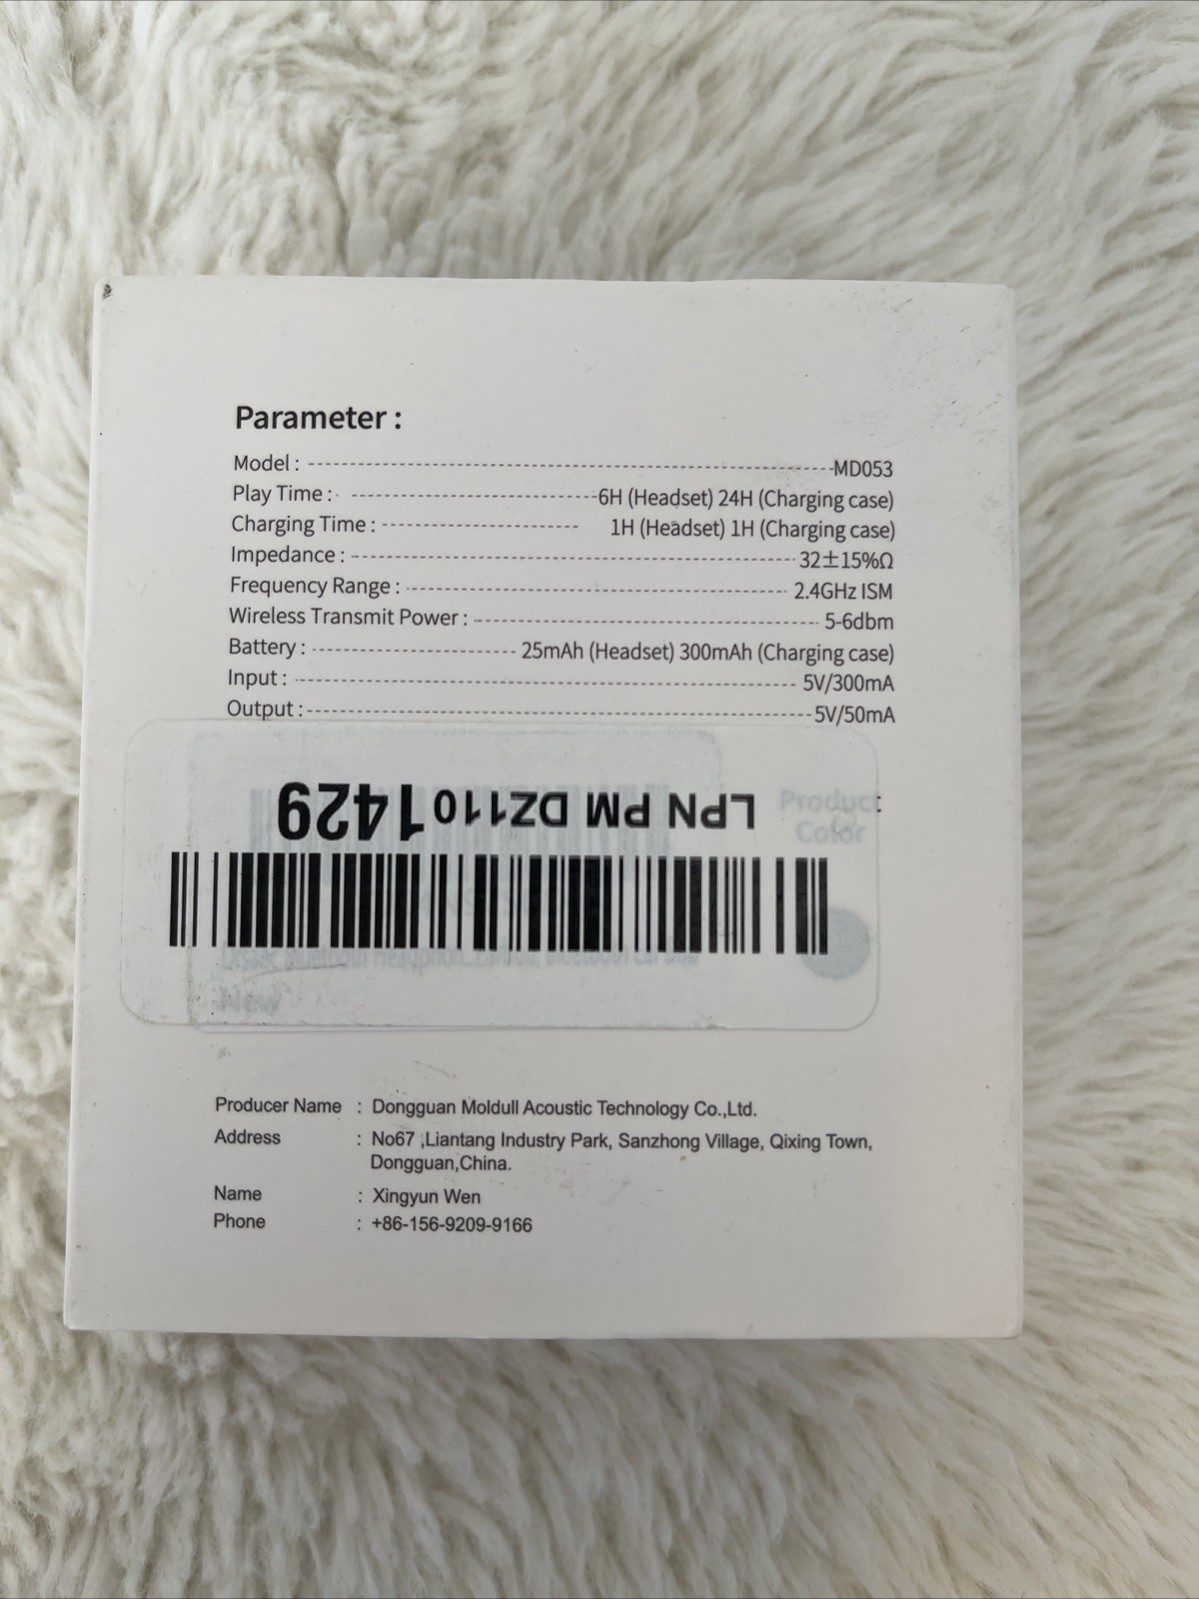 Parameter :
Model : MD053
Play Time : 6H (Headset) 24H (Charging case)
Charging Time : 1H (Headset) 1H (Charging case)
Impedance : 32±15%Ω
Frequency Range : 2.4GHz ISM
Wireless Transmit Power : 5-6dbm
Battery : 25mAh (Headset) 300mAh (Charging case)
Input : 5V/300mA
Output : 5V/50mA
LPN PM DZ1101429
Product :
Color
New
Producer Name : Dongguan Moldull Acoustic Technology Co.,Ltd.
Address : No67 ,Liantang Industry Park, Sanzhong Village, Qixing Town,
Dongguan,China.
Name : Xingyun Wen
Phone : +86-156-9209-9166